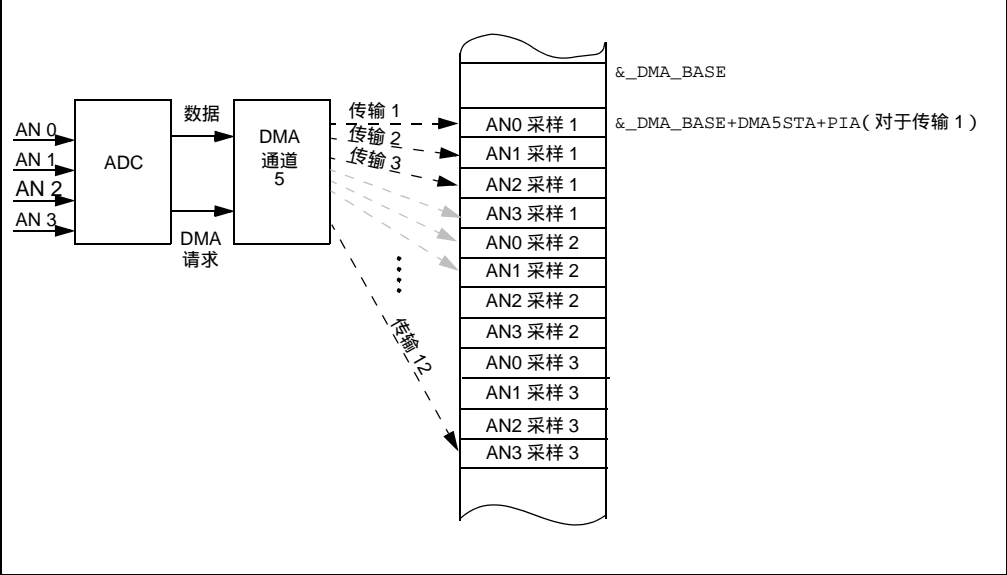 AN 0
AN 1
AN 2
AN 3
ADC
数据
DMA
请求
DMA
通道
5
传输 1
传输 2
传输 3
传输 12
&_DMA_BASE
AN0 采样 1
&_DMA_BASE+DMA5STA+PIA(对于传输 1)
AN1 采样 1
AN2 采样 1
AN3 采样 1
AN0 采样 2
AN1 采样 2
AN2 采样 2
AN3 采样 2
AN0 采样 3
AN1 采样 3
AN2 采样 3
AN3 采样 3